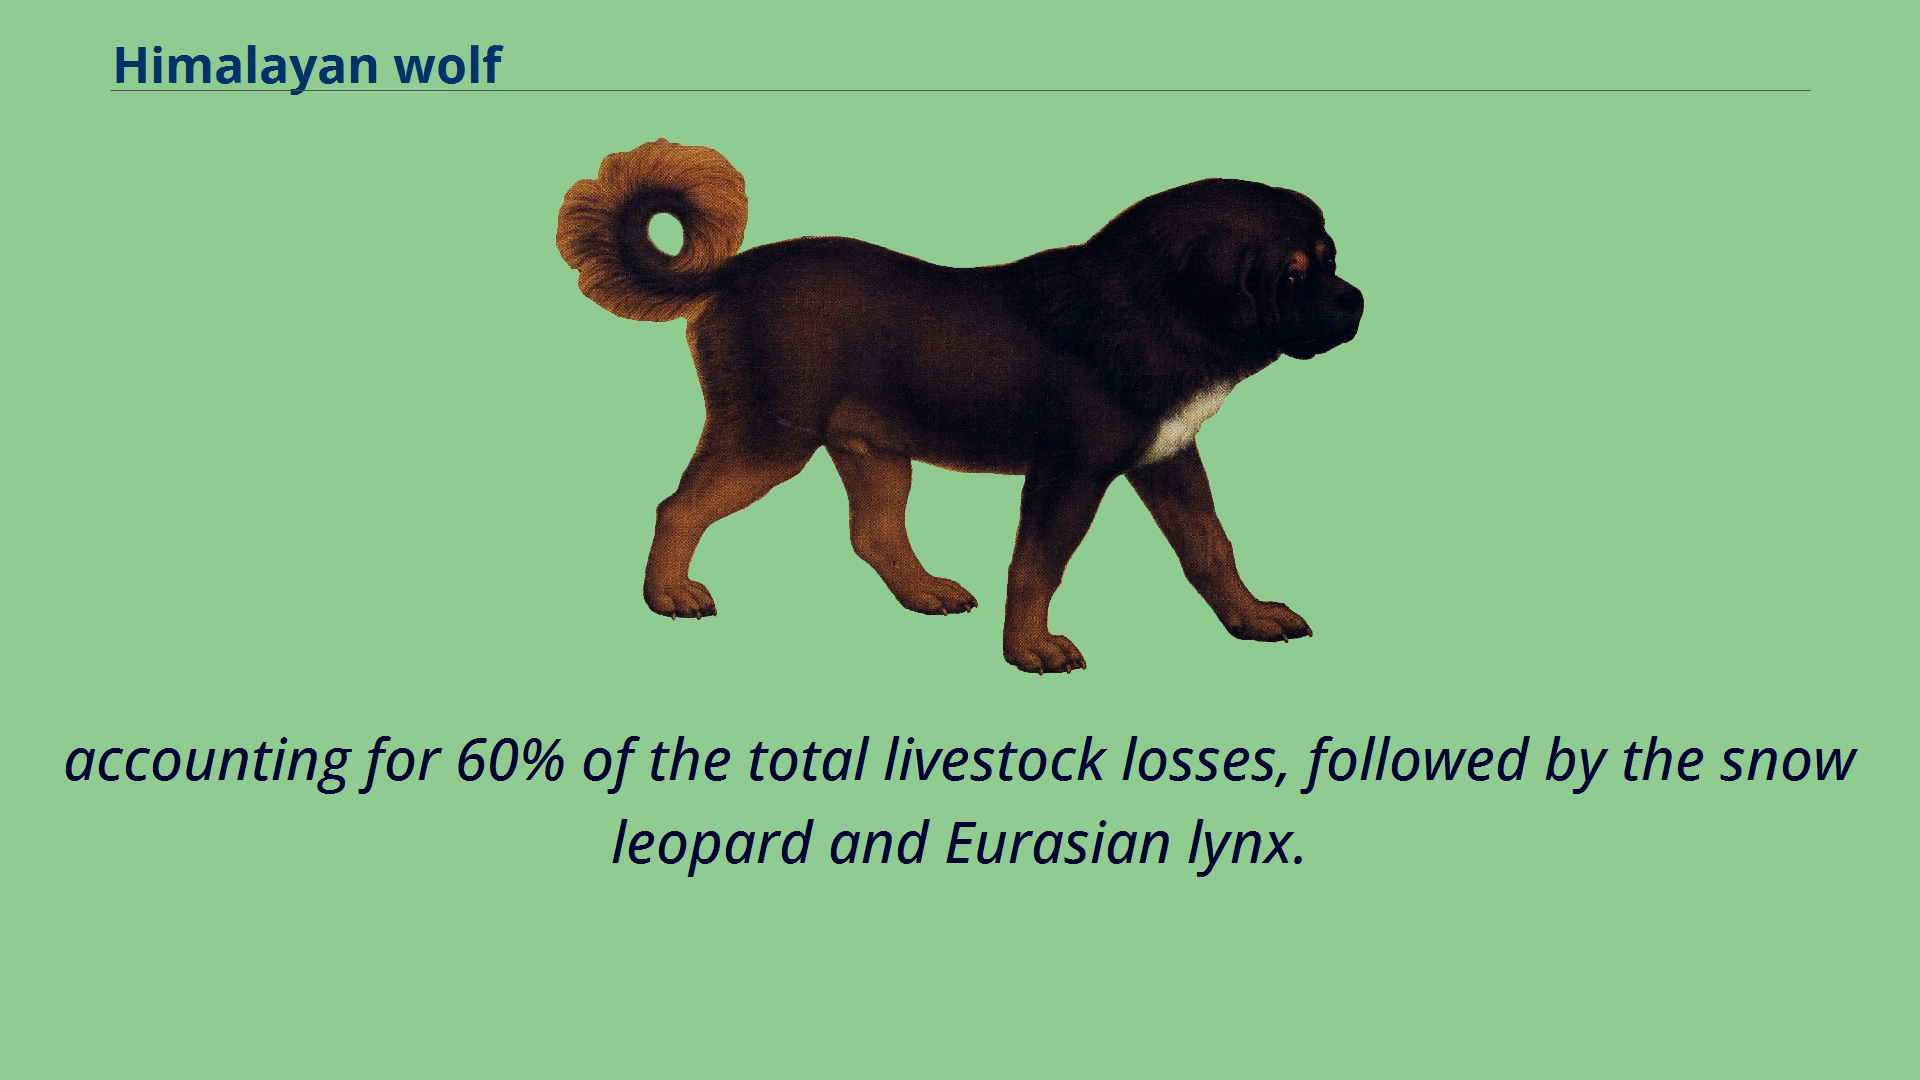 Himalayan wolf
accounting for 60% of the total livestock losses, followed by the snow
leopard and Eurasian lynx.